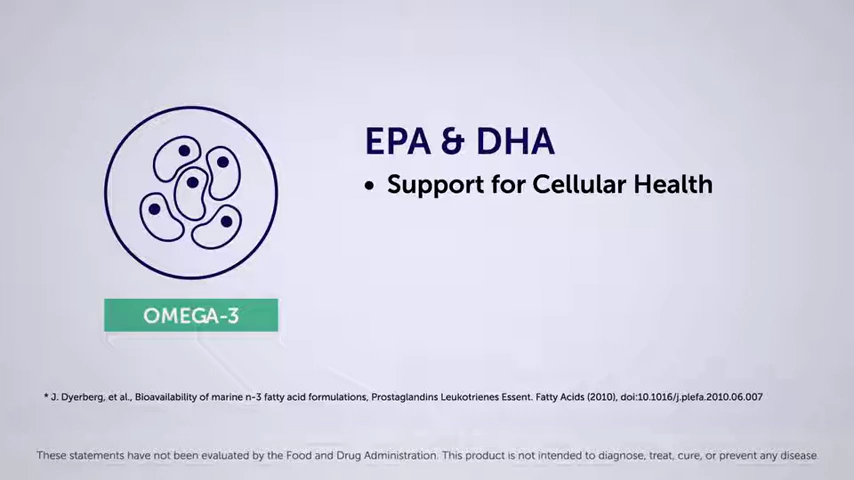 EPA & DHA
• Support for Cellular Health
OMEGA-3
* J. Dyerberg, et al., Bioavailability of marine n-3 fatty acid formulations, Prostaglandins Leukotrienes Essent. Fatty Acids (2010), doi:10.1016/j.plefa.2010.06.007
These statements have not been evaluated by the Food and Drug Administration. This product is not intended to diagnose, treat, cure, or prevent any disease.